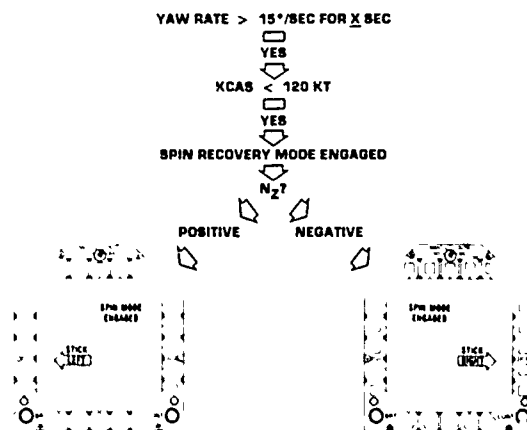 YAW RATE > 15°/SEC FOR X SEC
YES
KCAS < 120 KT
YES
SPIN RECOVERY MODE ENGAGED
NZ?
POSITIVE NEGATIVE
SPIN MODE
ENGAGED
STICK
LEFT
SPIN MODE
ENGAGED
STICK
RIGHT